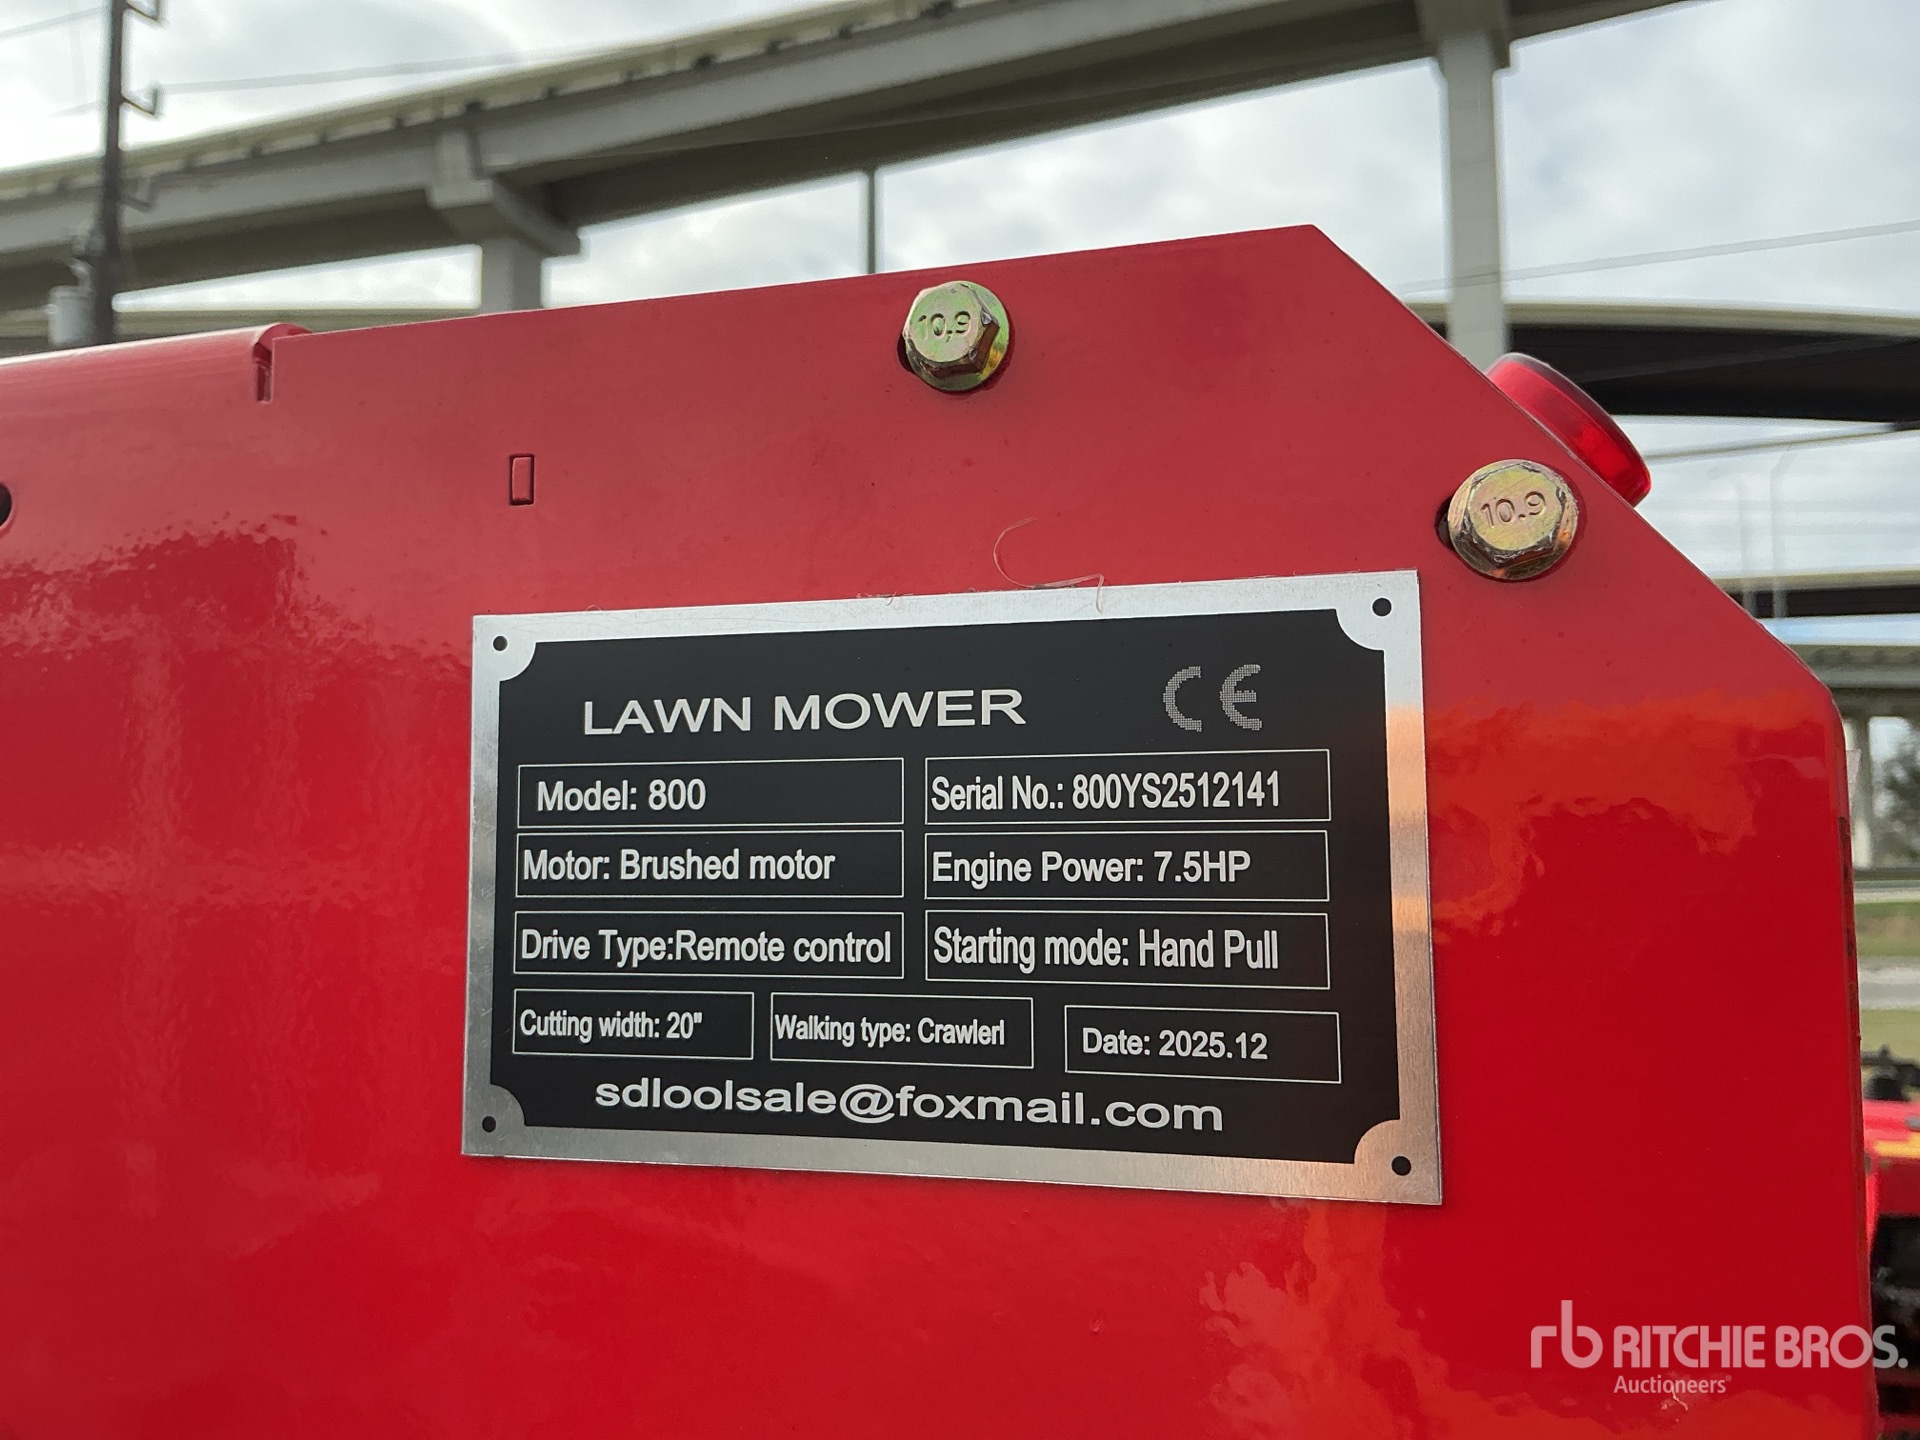 10.9
10.9
LAWN MOWER CE
Model: 800 Serial No.: 800YS2512141
Motor: Brushed motor Engine Power: 7.5HP
Drive Type:Remote control Starting mode: Hand Pull
Cutting width: 20" Walking type: Crawlerl Date: 2025.12
sdloolsale@foxmail.com
rb RITCHIE BROS.
Auctioneers